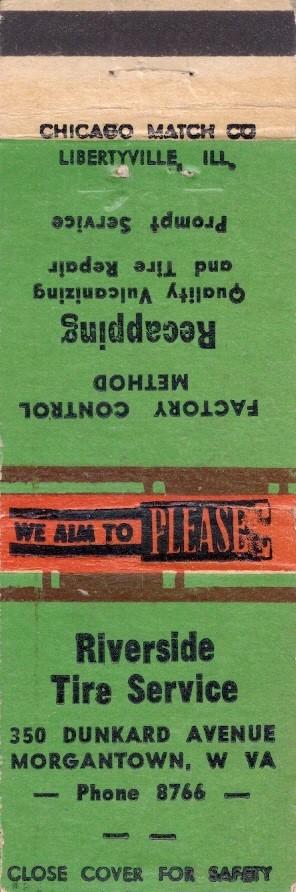 CHICAGO MATCH CO
LIBERTYVILLE, ILL.
FACTORY CONTROL
METHOD
Recapping
Quality Vulcanizing
and Tire Repair
Prompt Service
WE AIM TO PLEASE
Riverside
Tire Service
350 DUNKARD AVENUE
MORGANTOWN, W VA
— Phone 8766 —
— —
CLOSE COVER FOR SAFETY